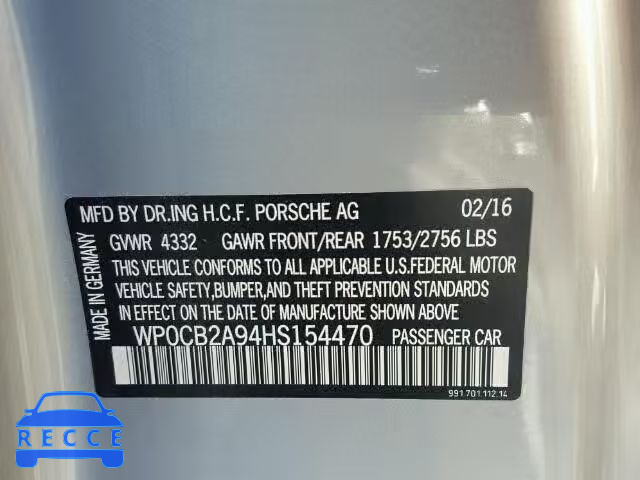 MFD BY DR.ING H.C.F. PORSCHE AG 02/16
GVWR 4332 GAWR FRONT/REAR 1753/2756 LBS
THIS VEHICLE CONFORMS TO ALL APPLICABLE U.S.FEDERAL MOTOR
VEHICLE SAFETY,BUMPER,AND THEFT PREVENTION STANDARDS
IN EFFECT ON THE DATE OF MANUFACTURE SHOWN ABOVE
WP0CB2A94HS154470 PASSENGER CAR
991.701.112.14
MADE IN GERMANY
RECCE